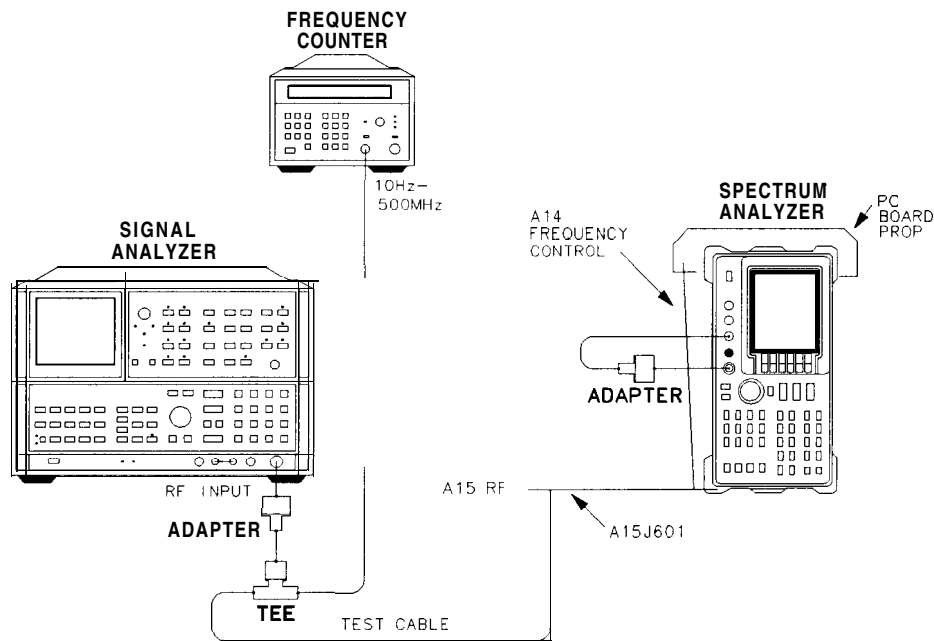 FREQUENCY
COUNTER
10Hz–
500MHz
SPECTRUM
ANALYZER
PC
BOARD
PROP
A14
FREQUENCY
CONTROL
SIGNAL
ANALYZER
ADAPTER
RF INPUT
A15 RF
A15J601
ADAPTER
TEE
TEST CABLE